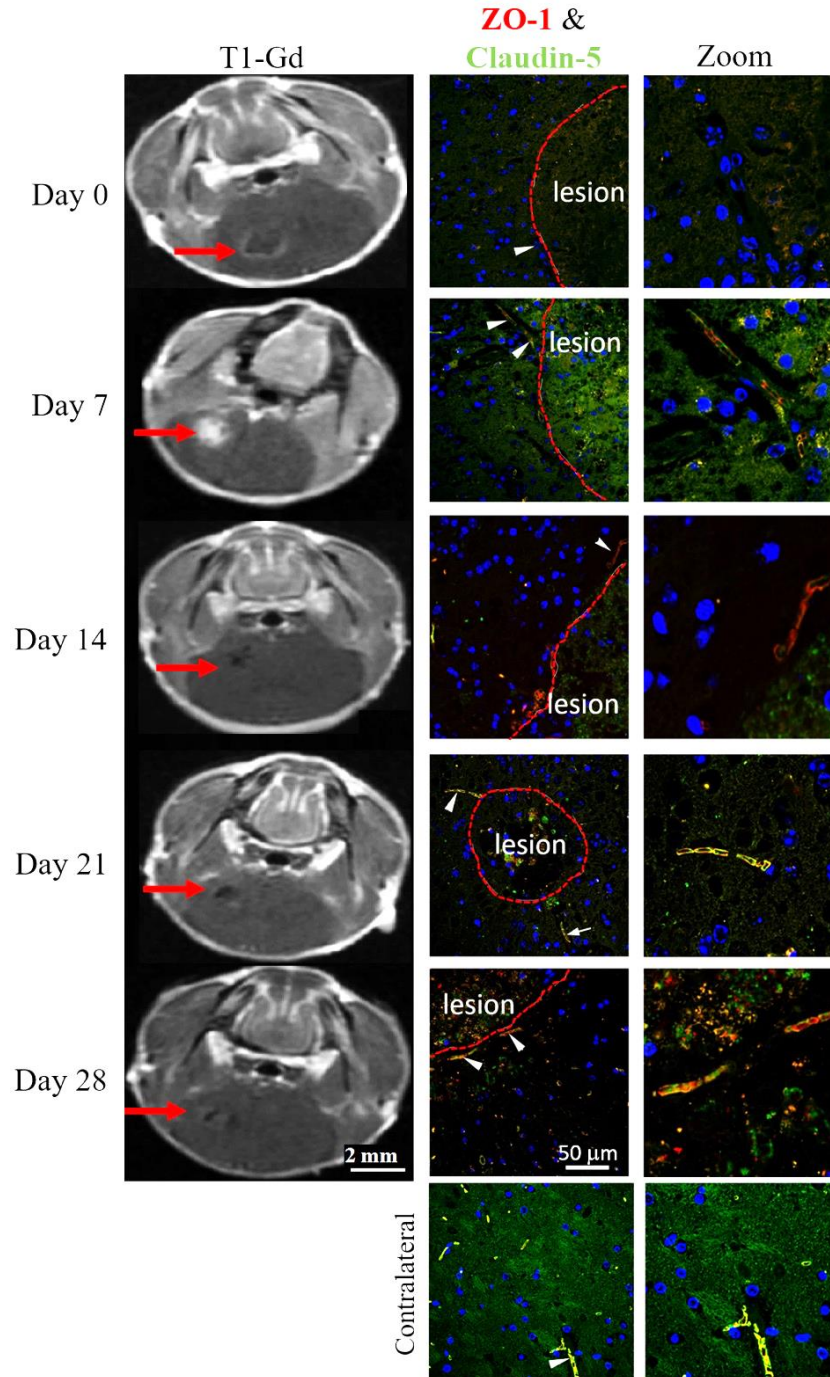 ZO-1 &
T1-Gd Claudin-5 Zoom
Day 0 lesion
Day 7 lesion
Day 14 lesion
Day 21 lesion
Day 28 lesion
2 mm 50 μm
Contralateral